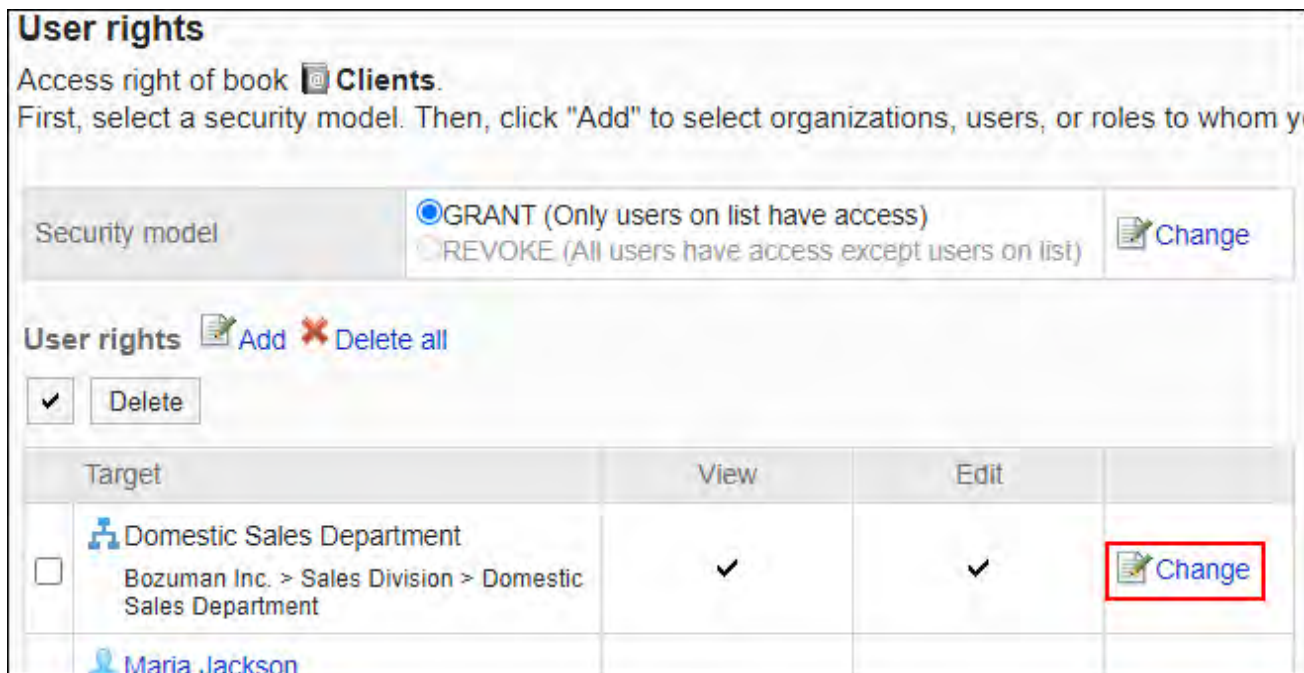 User rights
Access right of book Clients.
First, select a security model. Then, click "Add" to select organizations, users, or roles to whom
Security model
GRANT (Only users on list have access)
REVOKE (All users have access except users on list)
Change
User rights Add Delete all
Delete
Target View Edit
Domestic Sales Department
Bozuman Inc. > Sales Division > Domestic
Sales Department
Change
Maria Jackson